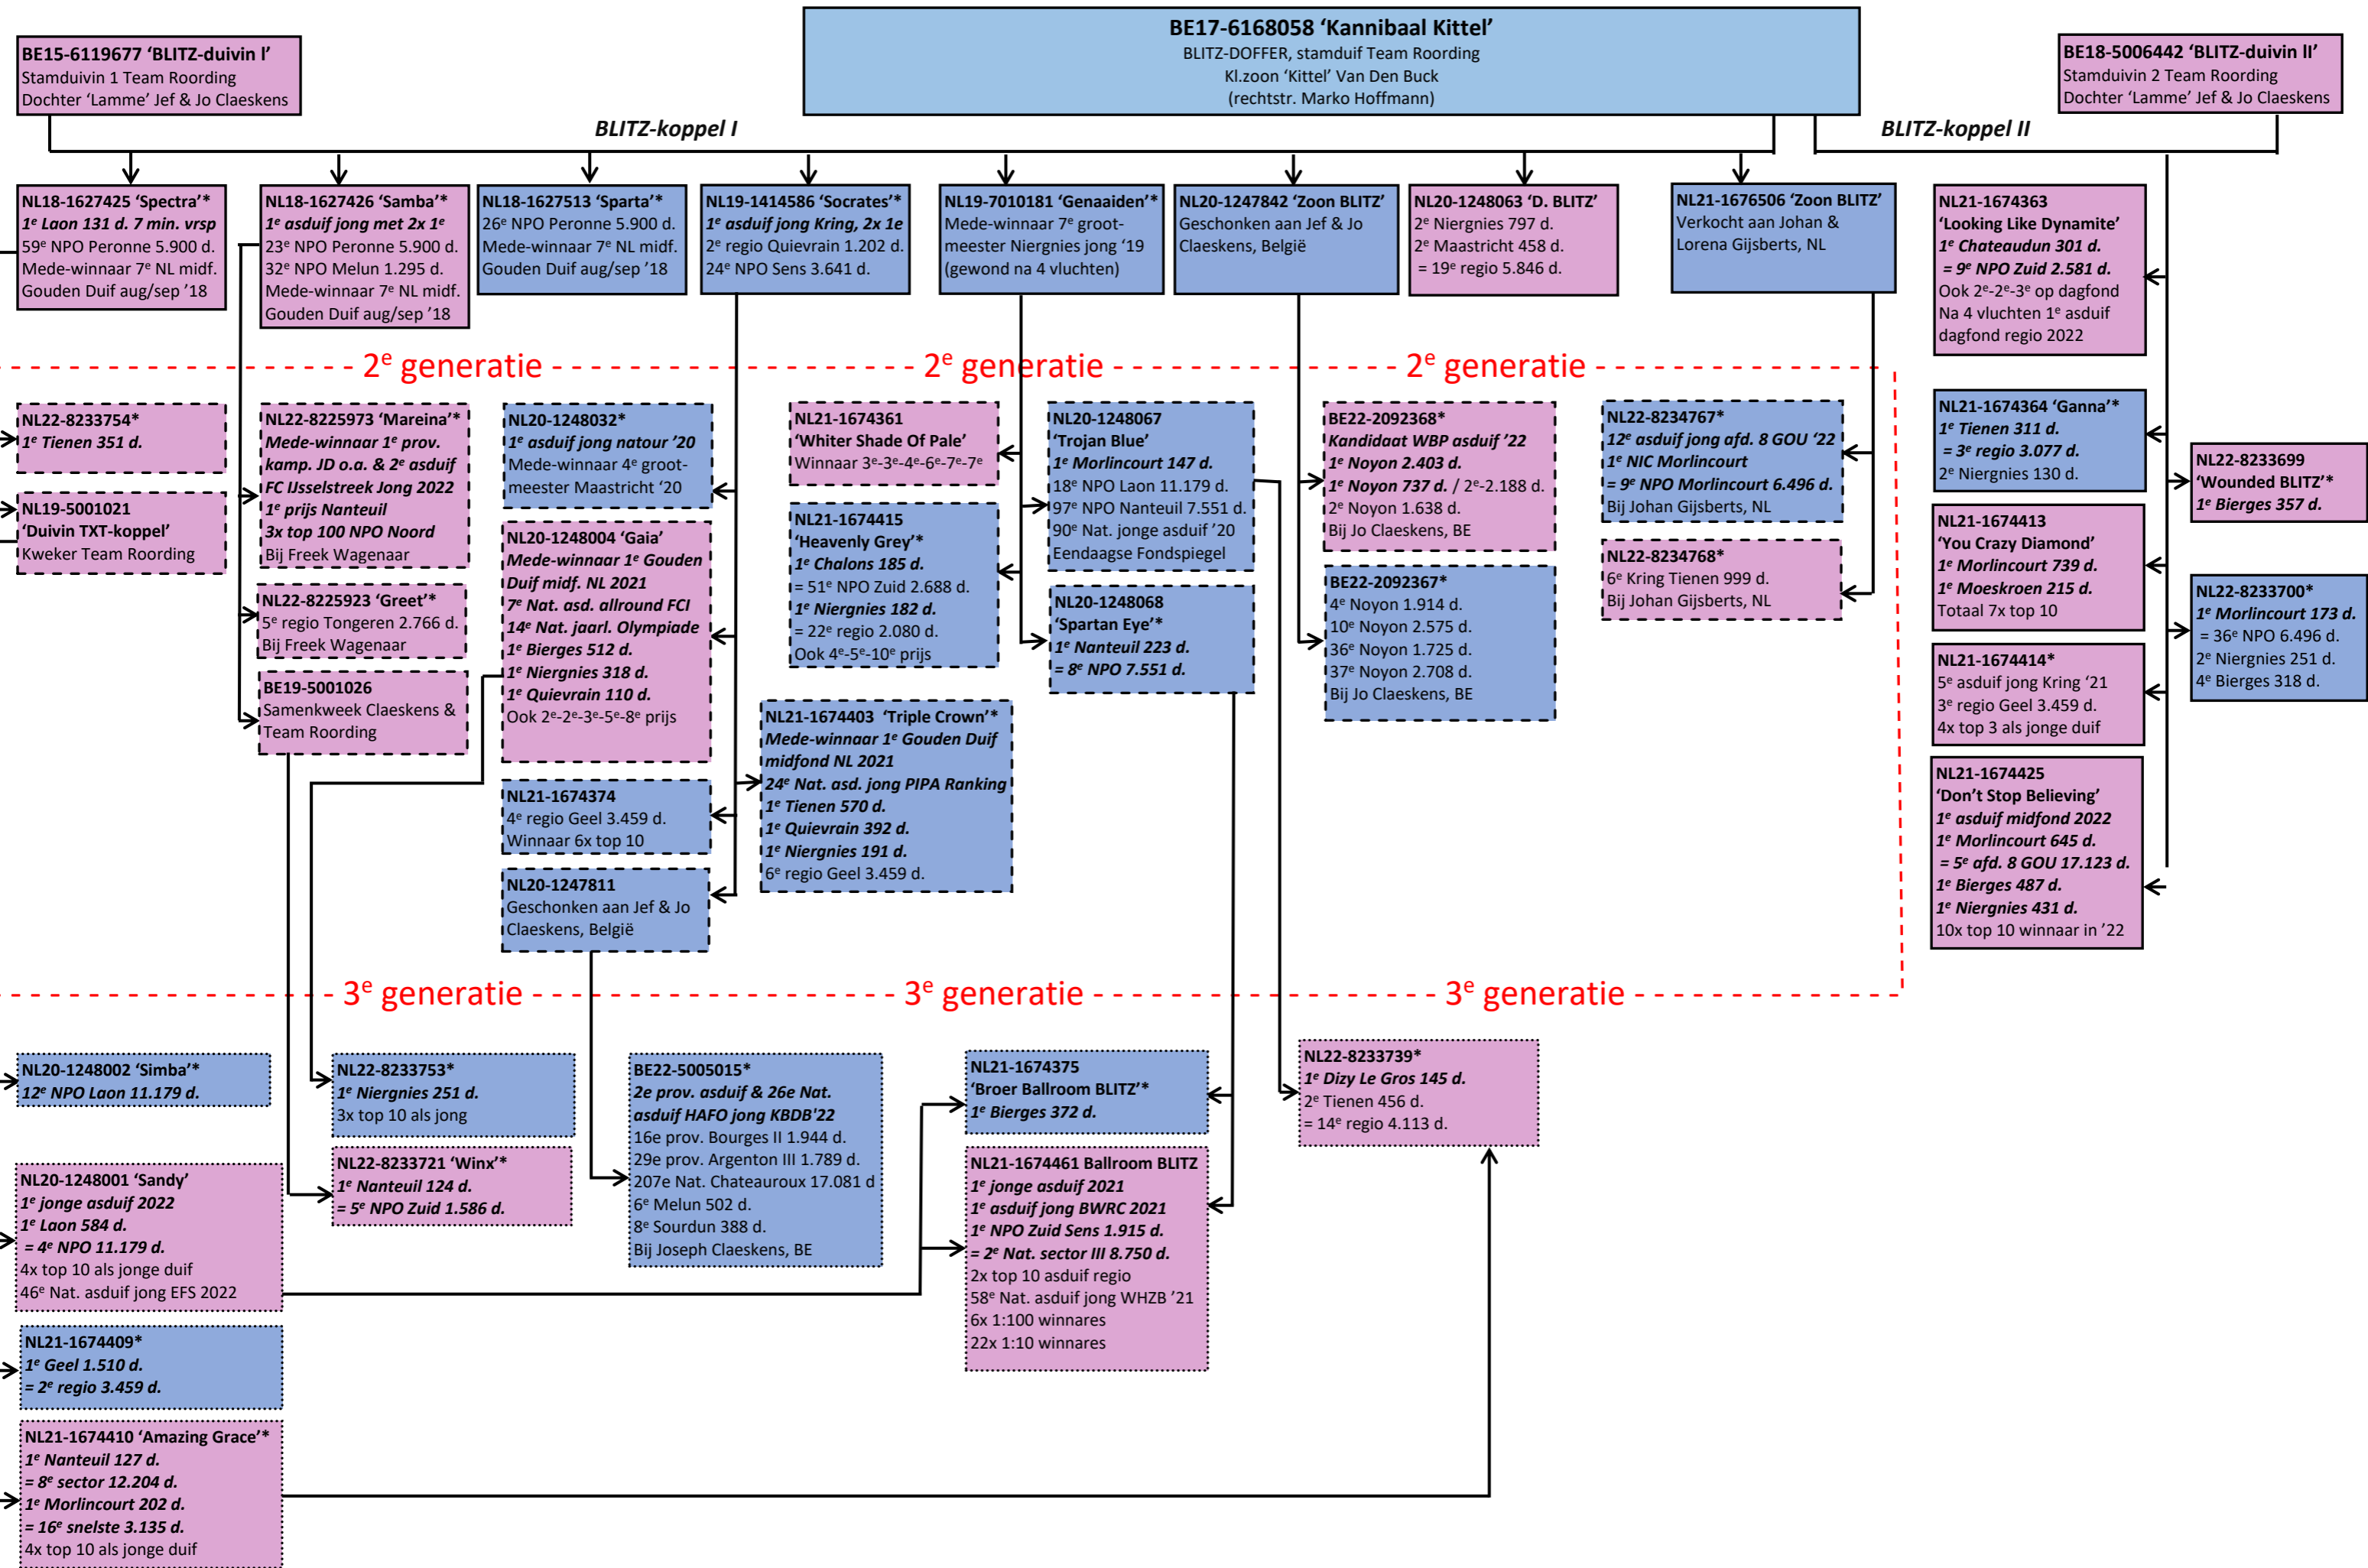 BE17-6168058 ‘Kannibaal Kittel’
BLITZ-DOFFER, stamduif Team Roording
Kl.zoon ‘Kittel’ Van Den Buck
(rechtstr. Marko Hoffmann)
BE15-6119677 ‘BLITZ-duivin I’
Stamduivin 1 Team Roording
Dochter ‘Lamme’ Jef & Jo Claeskens
BE18-5006442 ‘BLITZ-duivin II’
Stamduivin 2 Team Roording
Dochter ‘Lamme’ Jef & Jo Claeskens
BLITZ-koppel I
BLITZ-koppel II
NL18-1627425 ‘Spectra’*
1e Laon 131 d. 7 min. vrsp
59e NPO Peronne 5.900 d.
Mede-winnaar 7e NL midf.
Gouden Duif aug/sep ’18
NL18-1627426 ‘Samba’*
1e asduif jong met 2x 1e
23e NPO Peronne 5.900 d.
32e NPO Melun 1.295 d.
Mede-winnaar 7e NL midf.
Gouden Duif aug/sep ’18
NL18-1627513 ‘Sparta’*
26e NPO Peronne 5.900 d.
Mede-winnaar 7e NL midf.
Gouden Duif aug/sep ’18
NL19-1414586 ‘Socrates’*
1e asduif jong Kring, 2x 1e
2e regio Quievrain 1.202 d.
24e NPO Sens 3.641 d.
NL19-7010181 ‘Genaaiden’*
Mede-winnaar 7e groot-
meester Niergnies jong ‘19
(gewond na 4 vluchten)
NL20-1247842 ‘Zoon BLITZ’
Geschonken aan Jef & Jo
Claeskens, België
NL20-1248063 ‘D. BLITZ’
2e Niergnies 797 d.
2e Maastricht 458 d.
= 19e regio 5.846 d.
NL21-1676506 ‘Zoon BLITZ’
Verkocht aan Johan &
Lorena Gijsberts, NL
NL21-1674363
‘Looking Like Dynamite’
1e Chateaudun 301 d.
= 9e NPO Zuid 2.581 d.
Ook 2e-2e-3e op dagfond
Na 4 vluchten 1e asduif
dagfond regio 2022
2e generatie
2e generatie
2e generatie
NL22-8233754*
1e Tienen 351 d.
NL19-5001021
‘Duivin TXT-koppel’
Kweker Team Roording
NL22-8225973 ‘Mareina’*
Mede-winnaar 1e prov.
kamp. JD o.a. & 2e asduif
FC IJsselstreek Jong 2022
1e prijs Nanteuil
3x top 100 NPO Noord
Bij Freek Wagenaar
NL22-8225923 ‘Greet’*
5e regio Tongeren 2.766 d.
Bij Freek Wagenaar
BE19-5001026
Samenkweek Claeskens &
Team Roording
NL20-1248032*
1e asduif jong natour ’20
Mede-winnaar 4e groot-
meester Maastricht ‘20
NL20-1248004 ‘Gaia’
Mede-winnaar 1e Gouden
Duif midf. NL 2021
7e Nat. asd. allround FCI
14e Nat. jaarl. Olympiade
1e Bierges 512 d.
1e Niergnies 318 d.
1e Quievrain 110 d.
Ook 2e-2e-3e-5e-8e prijs
NL21-1674374
4e regio Geel 3.459 d.
Winnaar 6x top 10
NL20-1247811
Geschonken aan Jef & Jo
Claeskens, België
NL21-1674361
‘Whiter Shade Of Pale’
Winnaar 3e-3e-4e-6e-7e-7e
NL21-1674415
‘Heavenly Grey’*
1e Chalons 185 d.
= 51e NPO Zuid 2.688 d.
1e Niergnies 182 d.
= 22e regio 2.080 d.
Ook 4e-5e-10e prijs
NL21-1674403 ‘Triple Crown’*
Mede-winnaar 1e Gouden Duif
midfond NL 2021
24e Nat. asd. jong PIPA Ranking
1e Tienen 570 d.
1e Quievrain 392 d.
1e Niergnies 191 d.
6e regio Geel 3.459 d.
NL20-1248067
‘Trojan Blue’
1e Morlincourt 147 d.
18e NPO Laon 11.179 d.
97e NPO Nanteuil 7.551 d.
90e Nat. jonge asduif ’20
Eendaagse Fondspiegel
NL20-1248068
‘Spartan Eye’*
1e Nanteuil 223 d.
= 8e NPO 7.551 d.
BE22-2092368*
Kandidaat WBP asduif ’22
1e Noyon 2.403 d.
1e Noyon 737 d. / 2e-2.188 d.
2e Noyon 1.638 d.
Bij Jo Claeskens, BE
BE22-2092367*
4e Noyon 1.914 d.
10e Noyon 2.575 d.
36e Noyon 1.725 d.
37e Noyon 2.708 d.
Bij Jo Claeskens, BE
NL22-8234767*
12e asduif jong afd. 8 GOU ‘22
1e NIC Morlincourt
= 9e NPO Morlincourt 6.496 d.
Bij Johan Gijsberts, NL
NL22-8234768*
6e Kring Tienen 999 d.
Bij Johan Gijsberts, NL
NL21-1674364 ‘Ganna’*
1e Tienen 311 d.
= 3e regio 3.077 d.
2e Niergnies 130 d.
NL21-1674413
‘You Crazy Diamond’
1e Morlincourt 739 d.
1e Moeskroen 215 d.
Totaal 7x top 10
NL21-1674414*
5e asduif jong Kring ‘21
3e regio Geel 3.459 d.
4x top 3 als jonge duif
NL21-1674425
‘Don’t Stop Believing’
1e asduif midfond 2022
1e Morlincourt 645 d.
= 5e afd. 8 GOU 17.123 d.
1e Bierges 487 d.
1e Niergnies 431 d.
10x top 10 winnaar in ’22
NL22-8233699
‘Wounded BLITZ’*
1e Bierges 357 d.
NL22-8233700*
1e Morlincourt 173 d.
= 36e NPO 6.496 d.
2e Niergnies 251 d.
4e Bierges 318 d.
3e generatie
3e generatie
3e generatie
NL20-1248002 ‘Simba’*
12e NPO Laon 11.179 d.
NL20-1248001 ‘Sandy’
1e jonge asduif 2022
1e Laon 584 d.
= 4e NPO 11.179 d.
4x top 10 als jonge duif
46e Nat. asduif jong EFS 2022
NL21-1674409*
1e Geel 1.510 d.
= 2e regio 3.459 d.
NL21-1674410 ‘Amazing Grace’*
1e Nanteuil 127 d.
= 8e sector 12.204 d.
1e Morlincourt 202 d.
= 16e snelste 3.135 d.
4x top 10 als jonge duif
NL22-8233753*
1e Niergnies 251 d.
3x top 10 als jong
NL22-8233721 ‘Winx’*
1e Nanteuil 124 d.
= 5e NPO Zuid 1.586 d.
BE22-5005015*
2e prov. asduif & 26e Nat.
asduif HAFO jong KBDB'22
16e prov. Bourges II 1.944 d.
29e prov. Argenton III 1.789 d.
207e Nat. Chateauroux 17.081 d
6e Melun 502 d.
8e Sourdun 388 d.
Bij Joseph Claeskens, BE
NL21-1674375
‘Broer Ballroom BLITZ’*
1e Bierges 372 d.
NL21-1674461 Ballroom BLITZ
1e jonge asduif 2021
1e asduif jong BWRC 2021
1e NPO Zuid Sens 1.915 d.
= 2e Nat. sector III 8.750 d.
2x top 10 asduif regio
58e Nat. asduif jong WHZB ’21
6x 1:100 winnares
22x 1:10 winnares
NL22-8233739*
1e Dizy Le Gros 145 d.
2e Tienen 456 d.
= 14e regio 4.113 d.